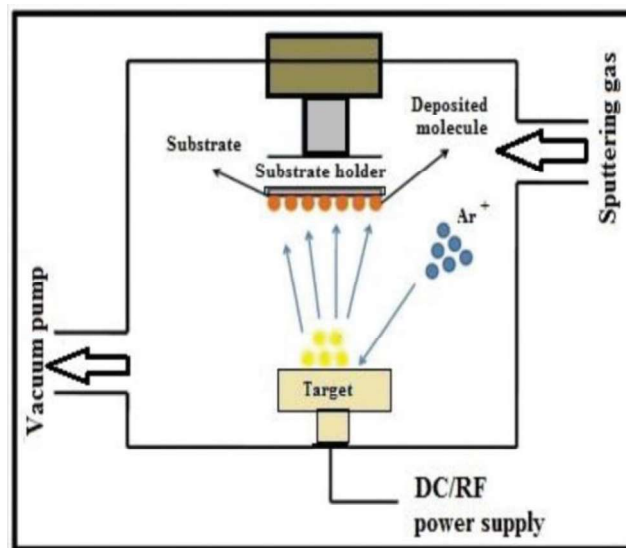 Sputtering gas
Deposited
molecule
Substrate
Substrate holder
Ar +
Vacuum pump
Target
DC/RF
power supply